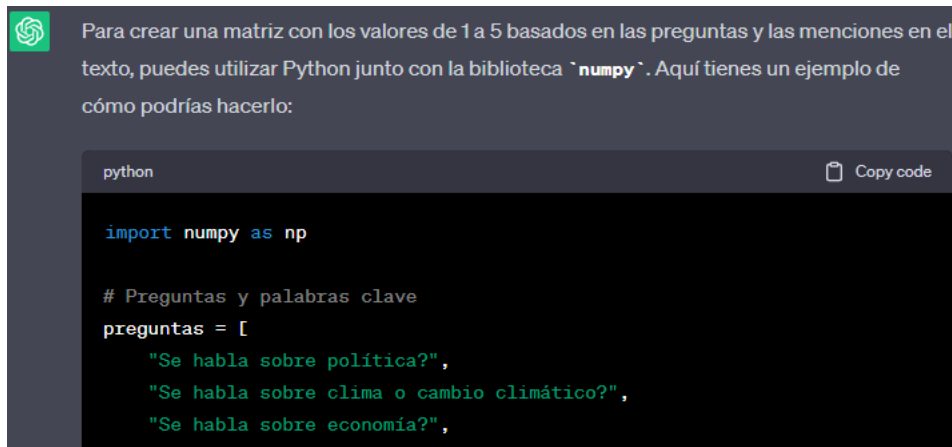 Para crear una matriz con los valores de 1 a 5 basados en las preguntas y las menciones en el
texto, puedes utilizar Python junto con la biblioteca `numpy`. Aquí tienes un ejemplo de
cómo podrías hacerlo:
python Copy code
import numpy as np
# Preguntas y palabras clave
preguntas = [
"Se habla sobre política?",
"Se habla sobre clima o cambio climático?",
"Se habla sobre economía?",